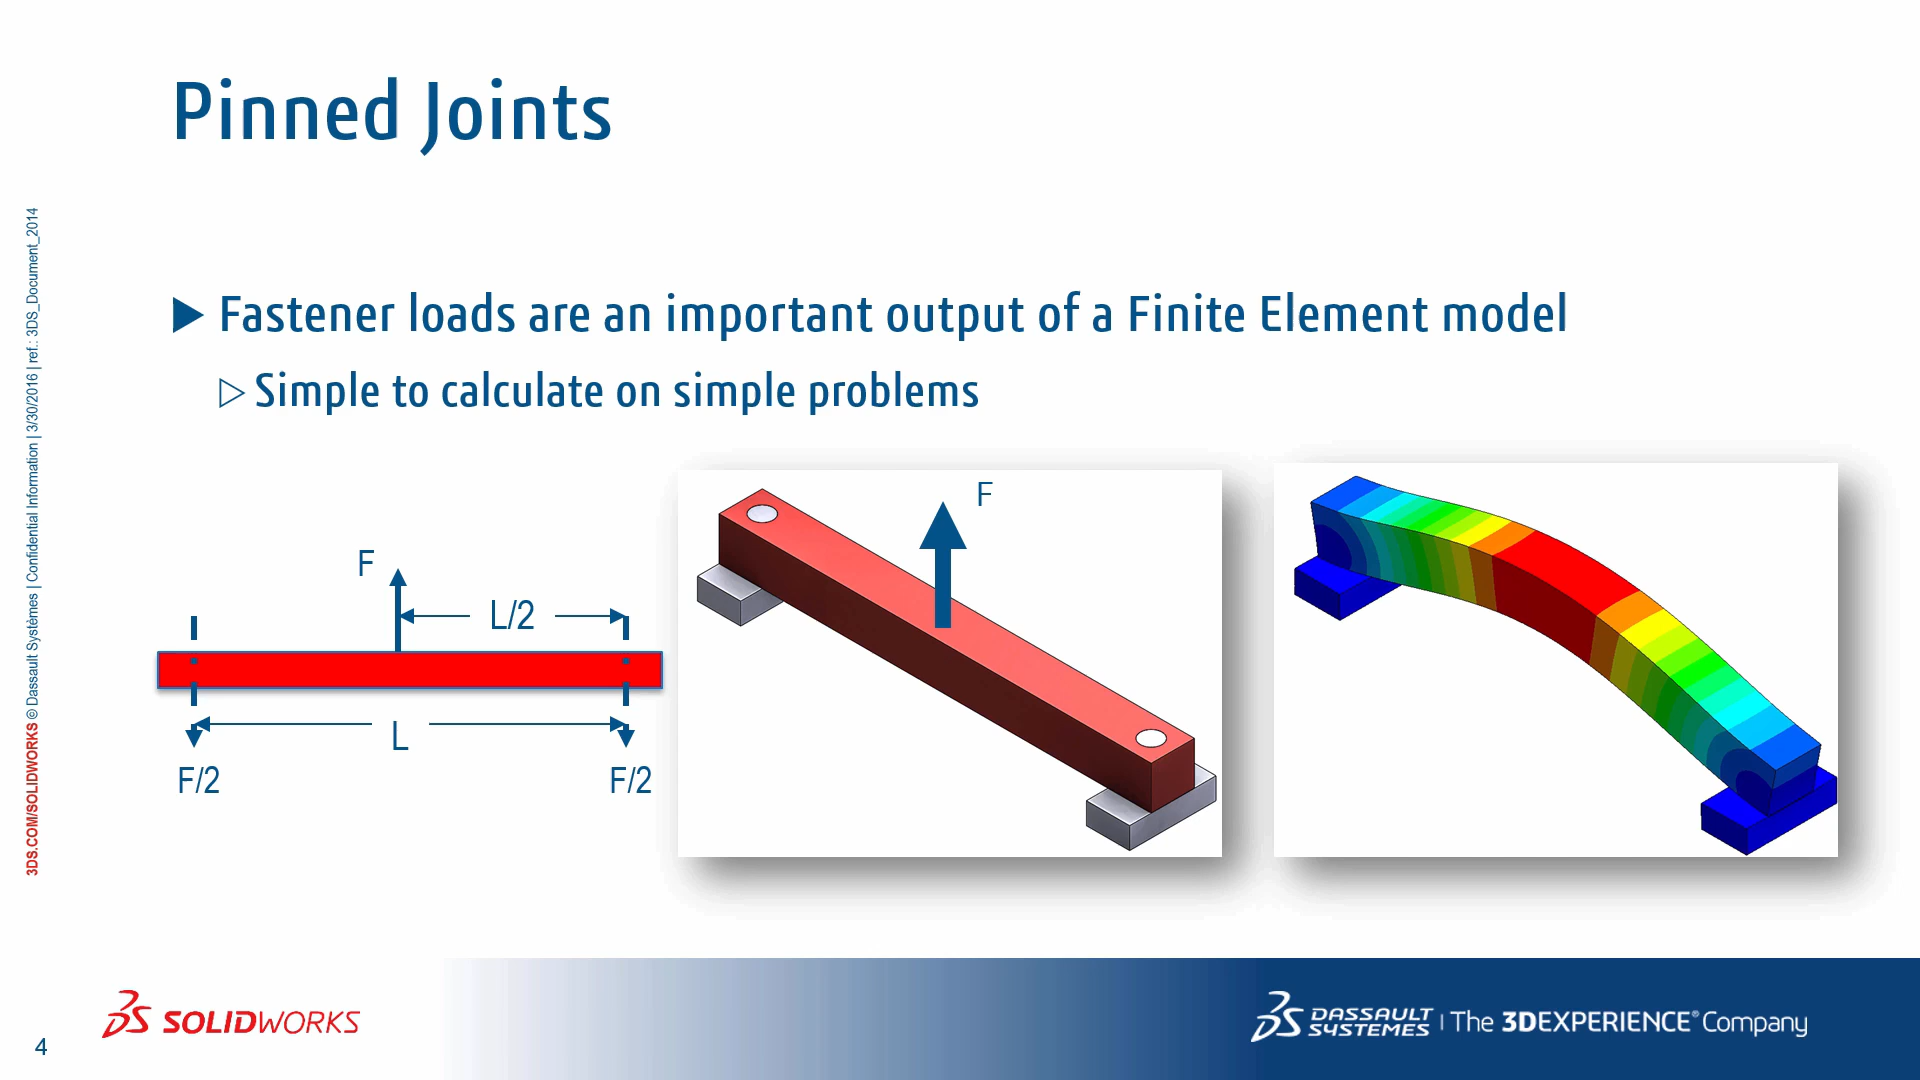 Pinned Joints
▶ Fastener loads are an important output of a Finite Element model
▷ Simple to calculate on simple problems
F
L/2
L
F/2
F/2
F
3DS.COM/SOLIDWORKS © Dassault Systèmes | Confidential Information | 3/30/2016 | ref.: 3DS_Document_2014
4
SOLIDWORKS
DASSAULT SYSTEMES | The 3DEXPERIENCE® Company